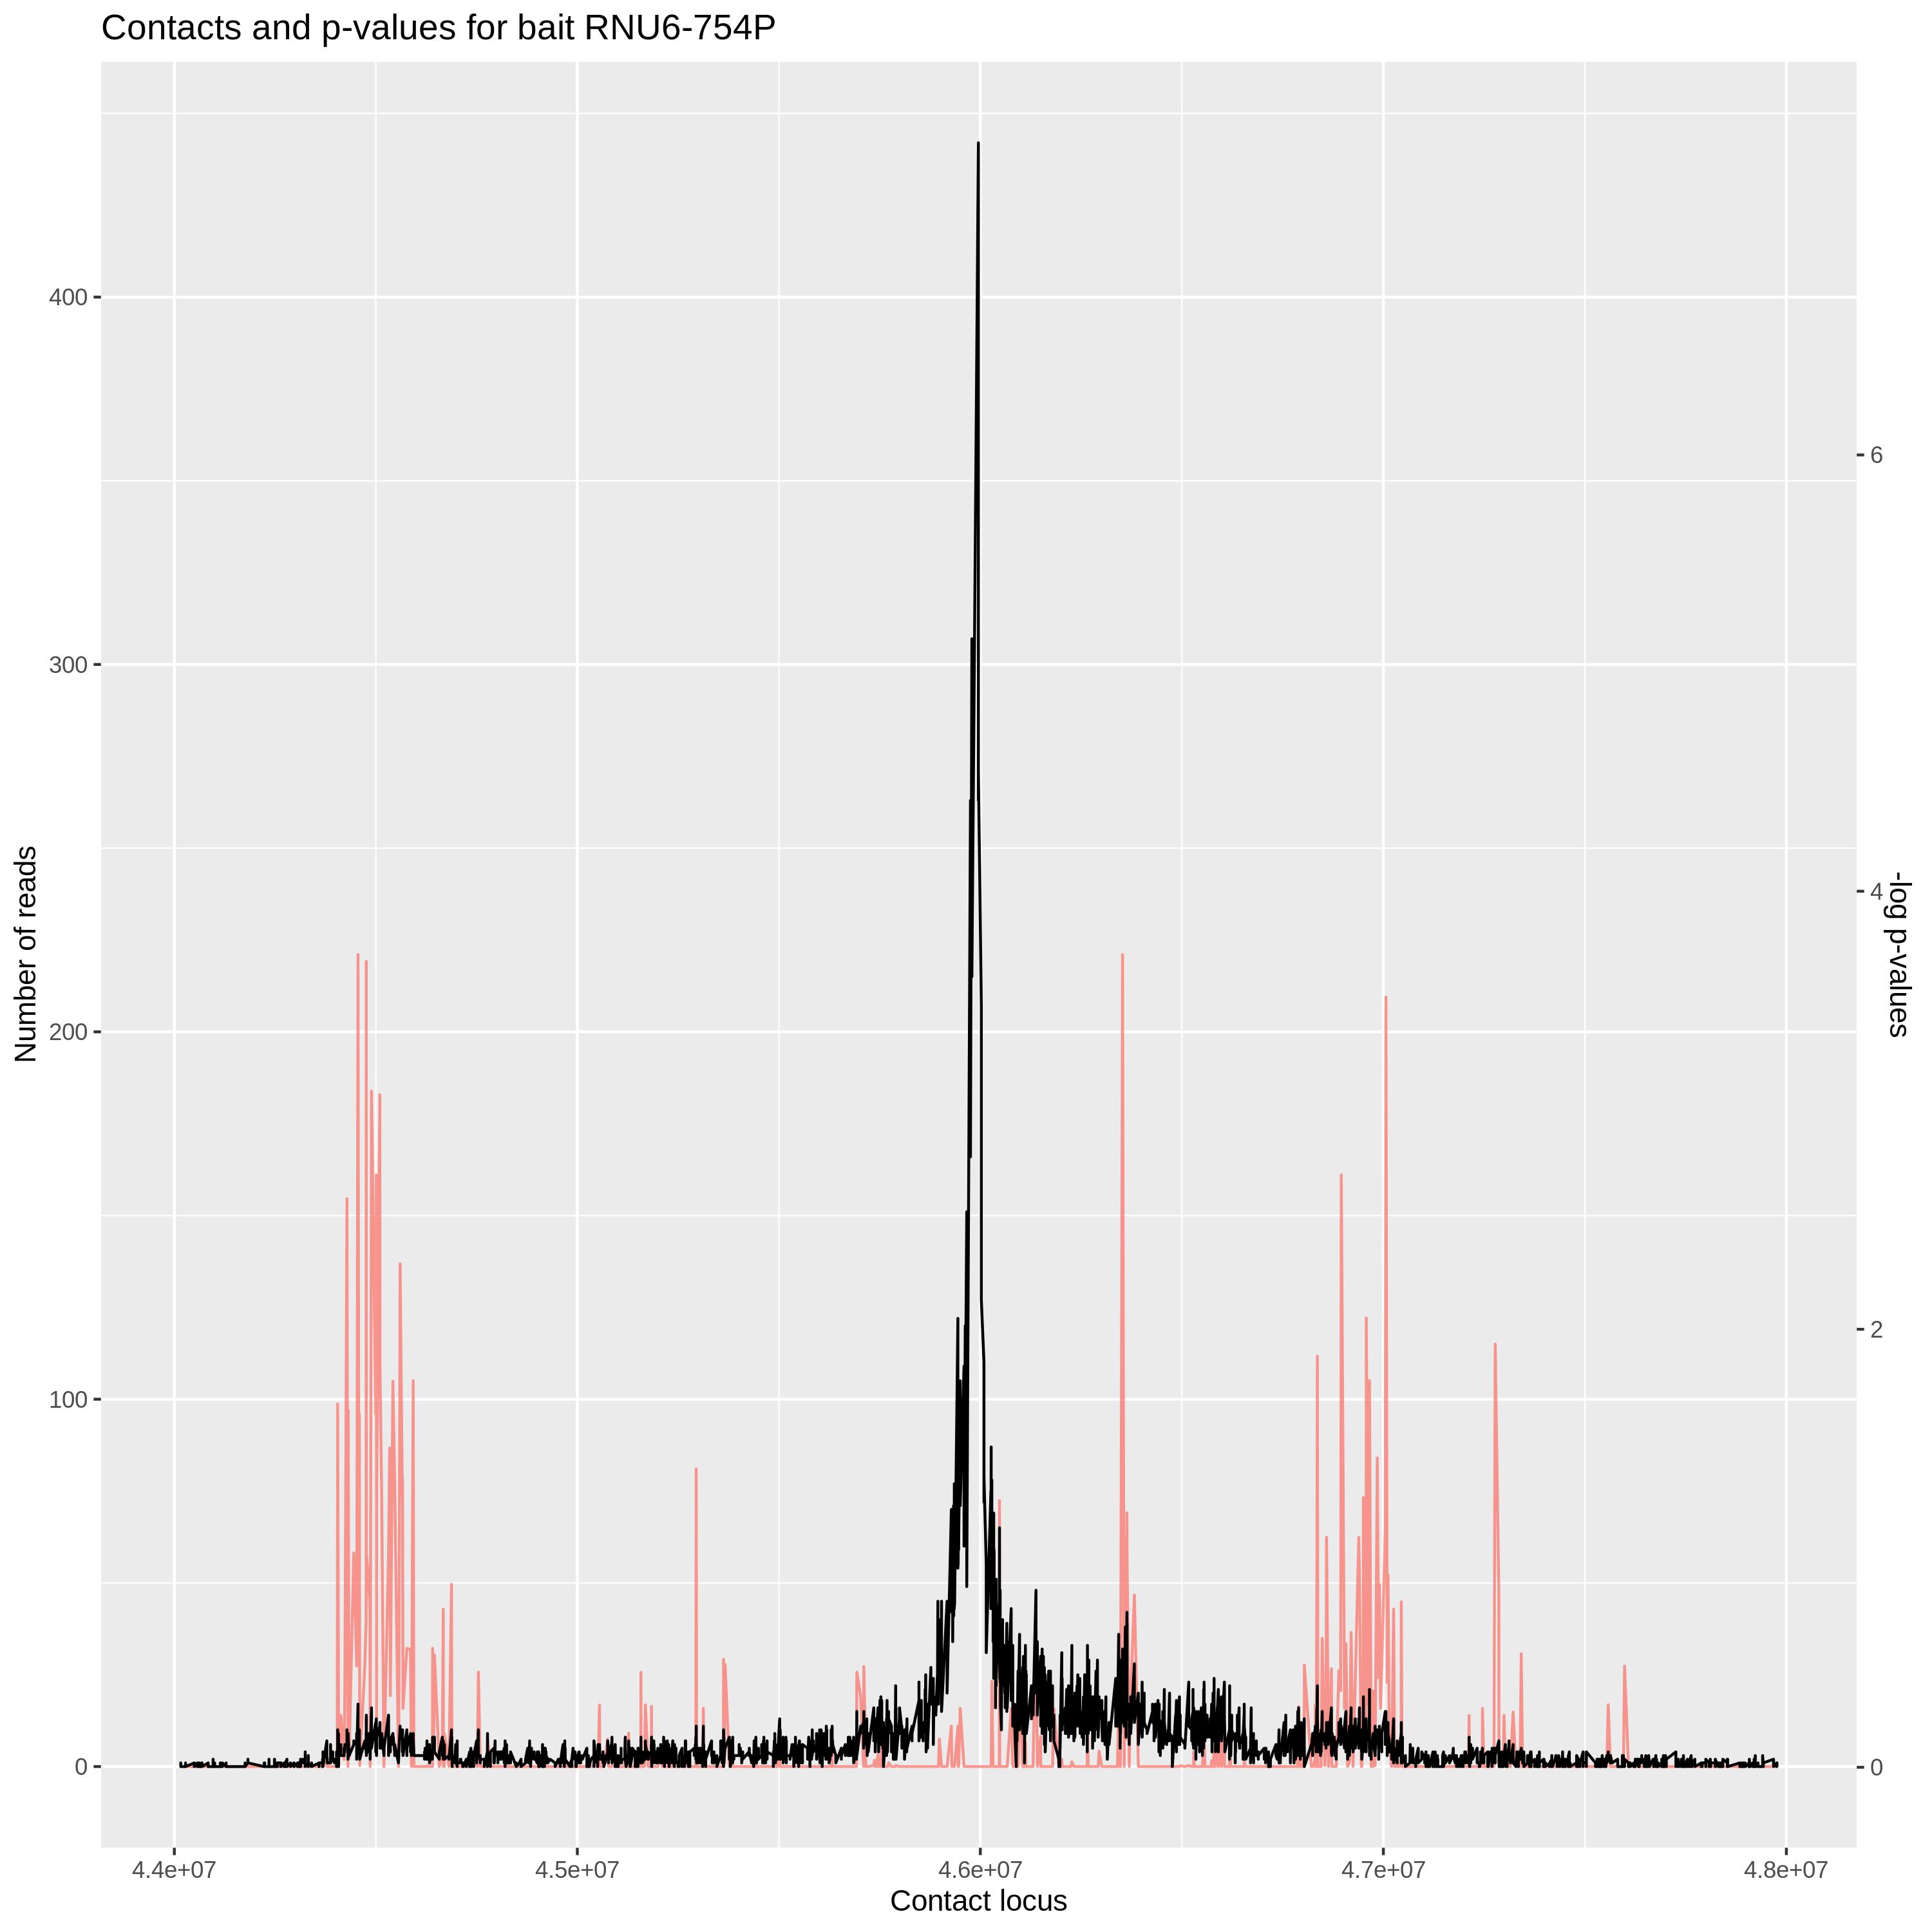 Contacts and p-values for bait RNU6-754P
Number of reads
400
300
200
100
0
6
4
2
0
-log p-values
4.4e+07 4.5e+07 4.6e+07 4.7e+07 4.8e+07
Contact locus